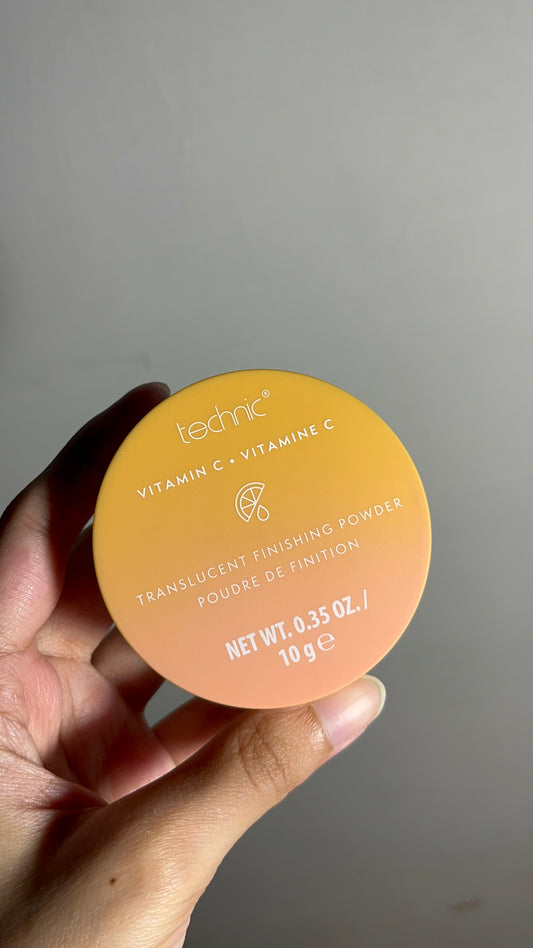 technic®
VITAMIN C • VITAMINE C
TRANSLUCENT FINISHING POWDER
POUDRE DE FINITION
NET WT. 0.35 OZ. /
10 g ℮